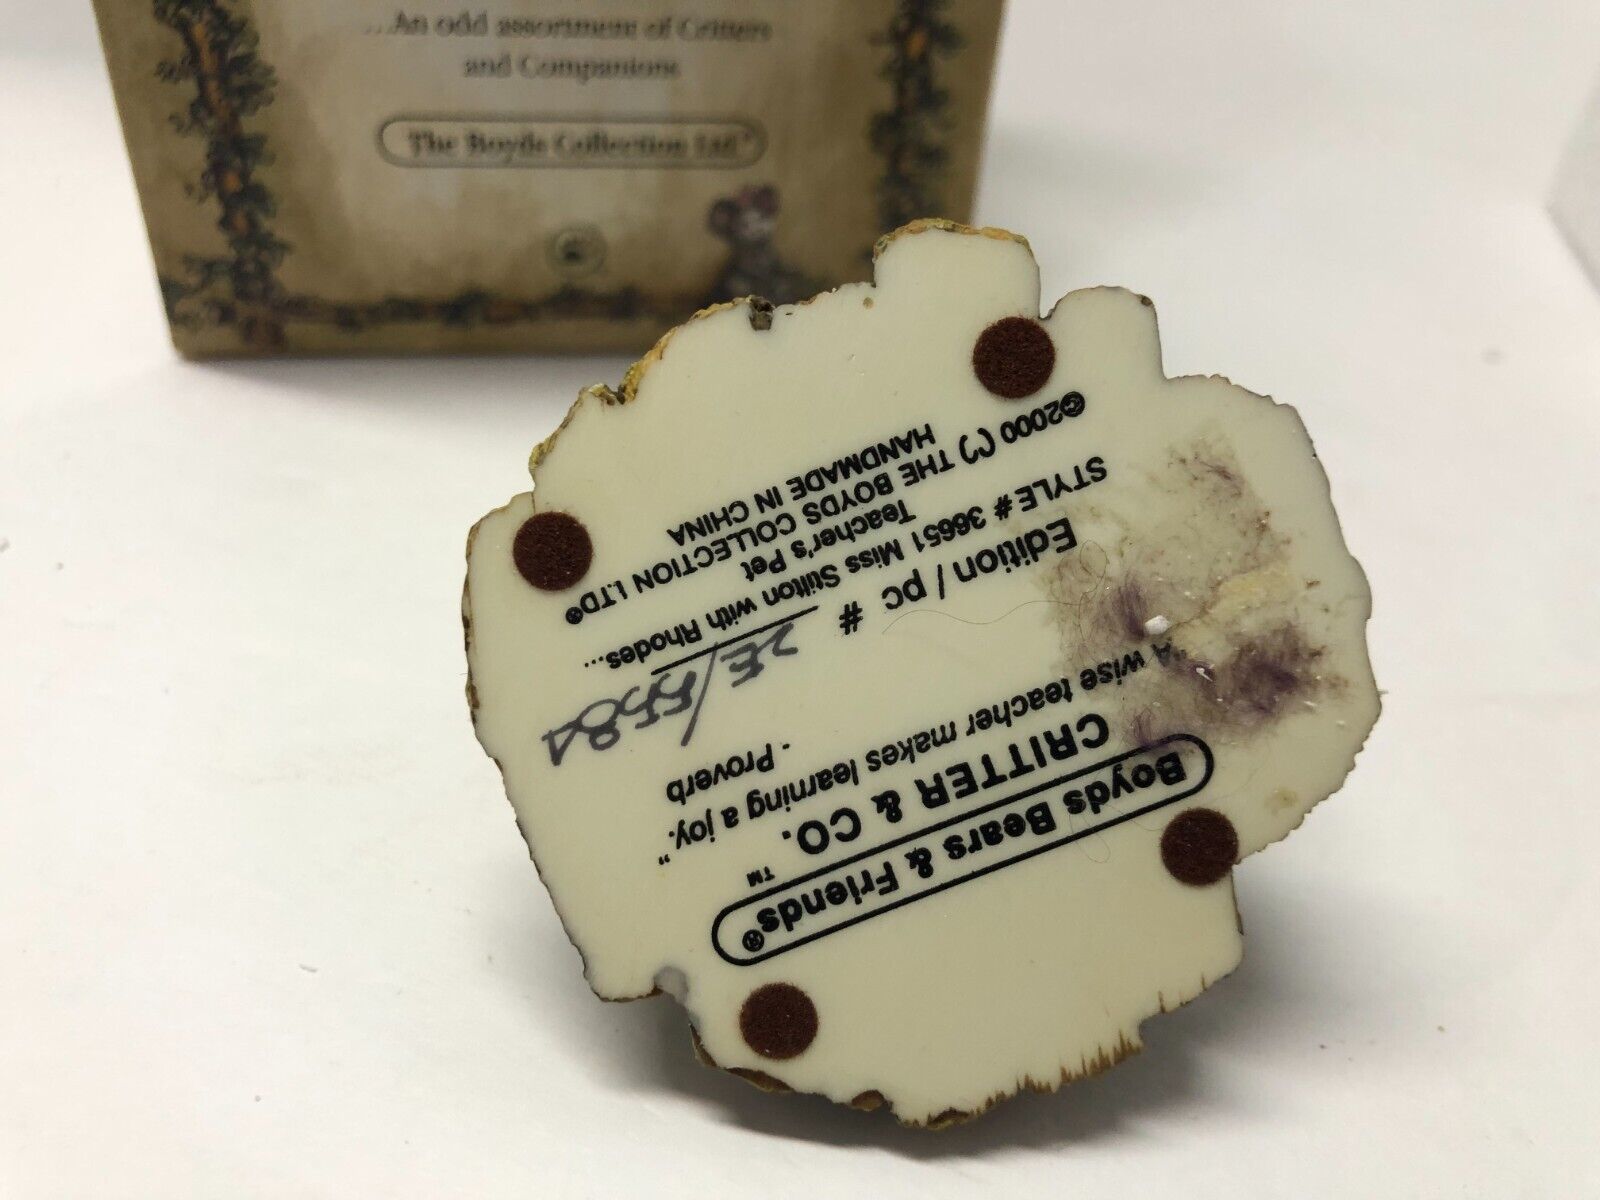 ...An odd assortment of Critters
and Companions
The Boyds Collection Ltd®
Boyds Bears & Friends®
CRITTER & CO.™
"A wise teacher makes learning a joy."
- Proverb
Edition / pc # 2E/5584
STYLE # 36651 Miss Stilton with Rhodes...
Teacher's Pet
©2000 ( ) THE BOYDS COLLECTION LTD®
HANDMADE IN CHINA